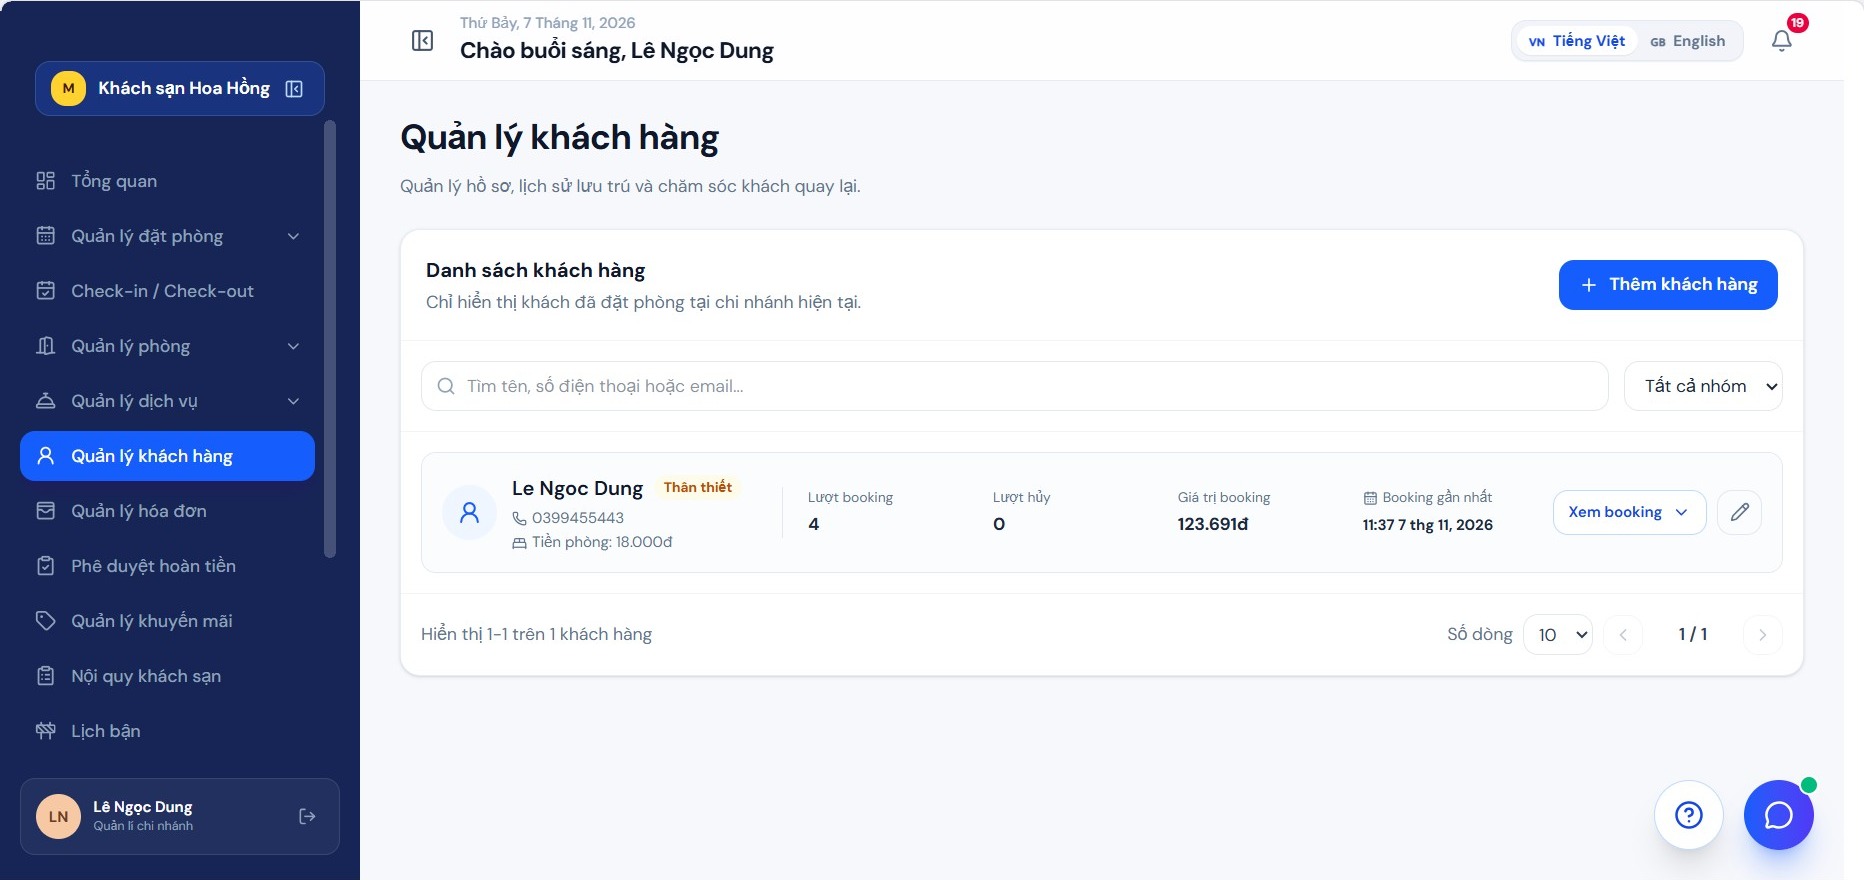 M Khách sạn Hoa Hồng
Tổng quan
Quản lý đặt phòng
Check-in / Check-out
Quản lý phòng
Quản lý dịch vụ
Quản lý khách hàng
Quản lý hóa đơn
Phê duyệt hoàn tiền
Quản lý khuyến mãi
Nội quy khách sạn
Lịch bận
LN
Lê Ngọc Dung
Quản lí chi nhánh
Thứ Bảy, 7 Tháng 11, 2026
Chào buổi sáng, Lê Ngọc Dung
VN Tiếng Việt GB English
19
Quản lý khách hàng
Quản lý hồ sơ, lịch sử lưu trú và chăm sóc khách quay lại.
Danh sách khách hàng
Chỉ hiển thị khách đã đặt phòng tại chi nhánh hiện tại.
+ Thêm khách hàng
Tìm tên, số điện thoại hoặc email...
Tất cả nhóm
Le Ngoc Dung Thân thiết
0399455443
Tiền phòng: 18.000đ
Lượt booking
4
Lượt hủy
0
Giá trị booking
123.691đ
Booking gần nhất
11:37 7 thg 11, 2026
Xem booking
Hiển thị 1-1 trên 1 khách hàng
Số dòng 10 1 / 1